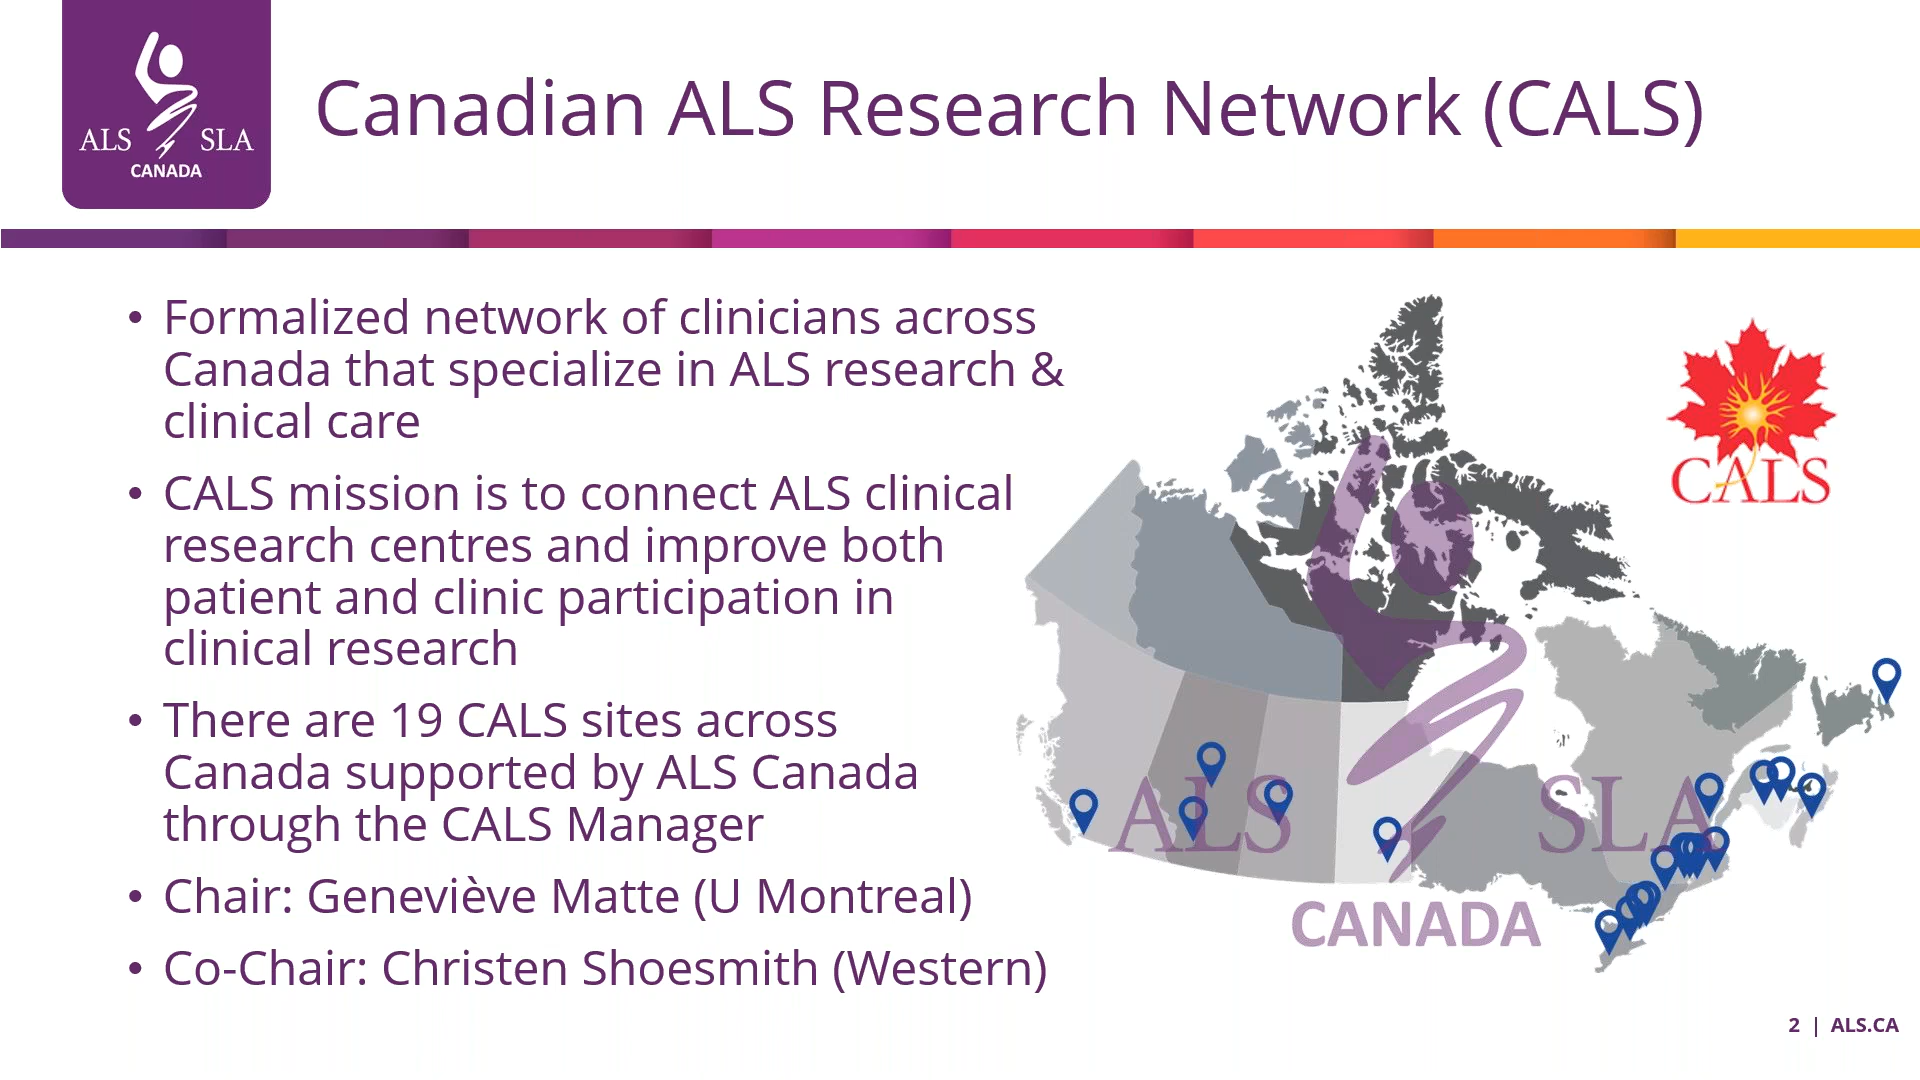 ALS SLA
CANADA
Canadian ALS Research Network (CALS)
• Formalized network of clinicians across
Canada that specialize in ALS research &
clinical care
• CALS mission is to connect ALS clinical
research centres and improve both
patient and clinic participation in
clinical research
• There are 19 CALS sites across
Canada supported by ALS Canada
through the CALS Manager
• Chair: Geneviève Matte (U Montreal)
• Co-Chair: Christen Shoesmith (Western)
CALS
ALS SLA
CANADA
2 | ALS.CA